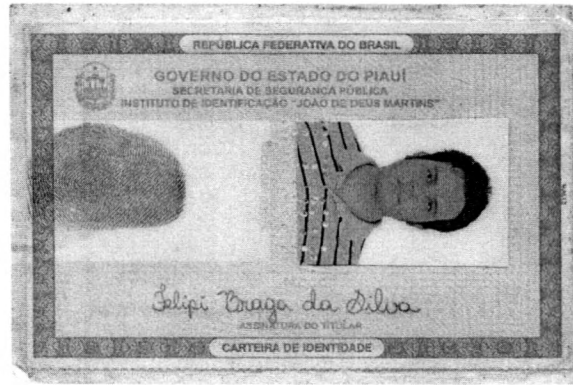 REPÚBLICA FEDERATIVA DO BRASIL
GOVERNO DO ESTADO DO PIAUÍ
SECRETARIA DE SEGURANÇA PÚBLICA
INSTITUTO DE IDENTIFICAÇÃO "JOÃO DE DEUS MARTINS"
Felipi Braga da Silva
ASSINATURA DO TITULAR
CARTEIRA DE IDENTIDADE